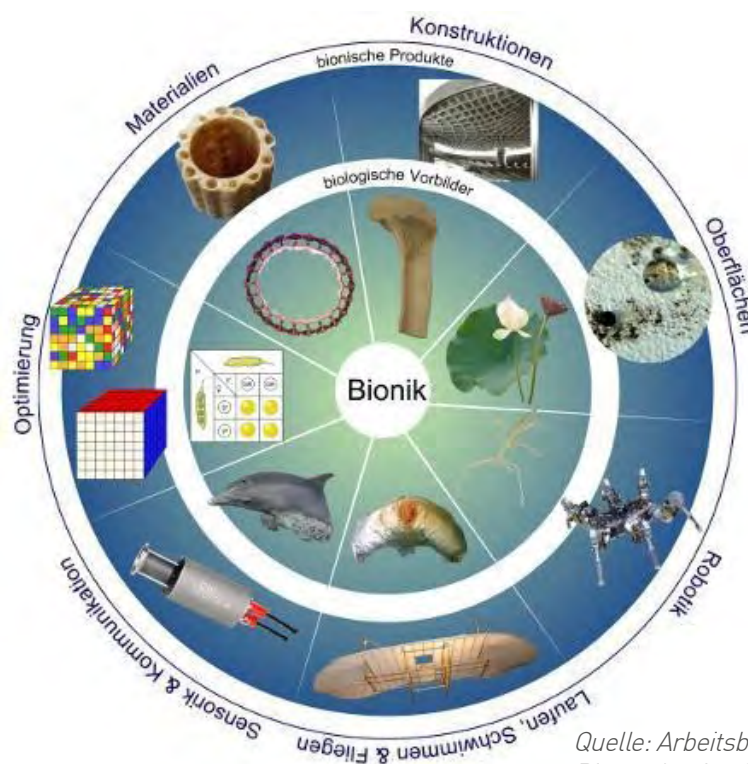 Konstruktionen
bionische Produkte
Materialien
biologische Vorbilder
Oberflächen
Optimierung
Bionik
Robotik
Sensorik & Kommunikation
Laufen, Schwimmen & Fliegen
Quelle: Arbeitsb